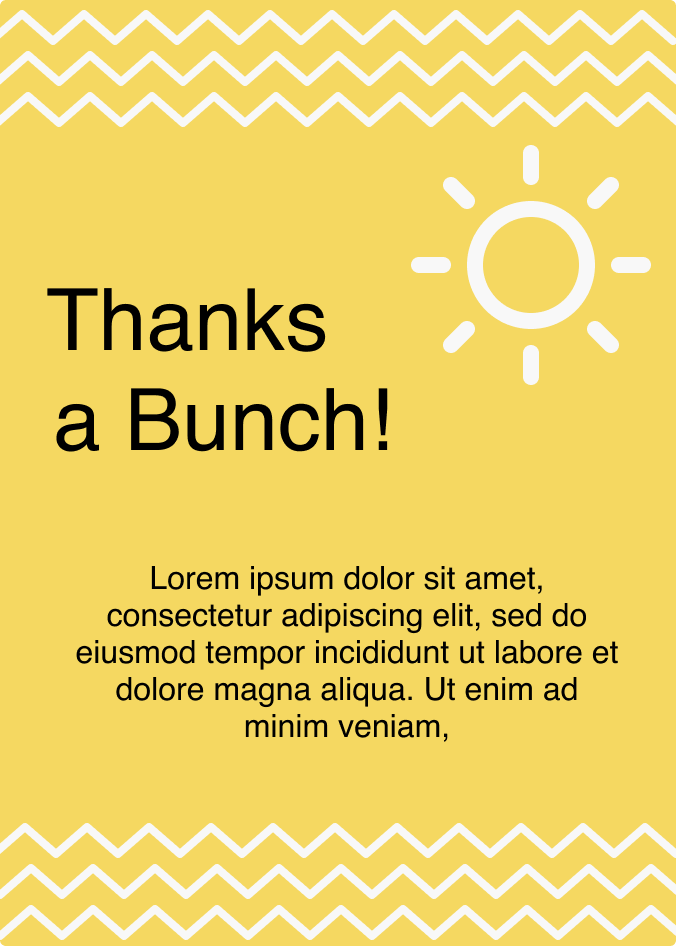 Thanks
a Bunch!
Lorem ipsum dolor sit amet,
consectetur adipiscing elit, sed do
eiusmod tempor incididunt ut labore et
dolore magna aliqua. Ut enim ad
minim veniam,